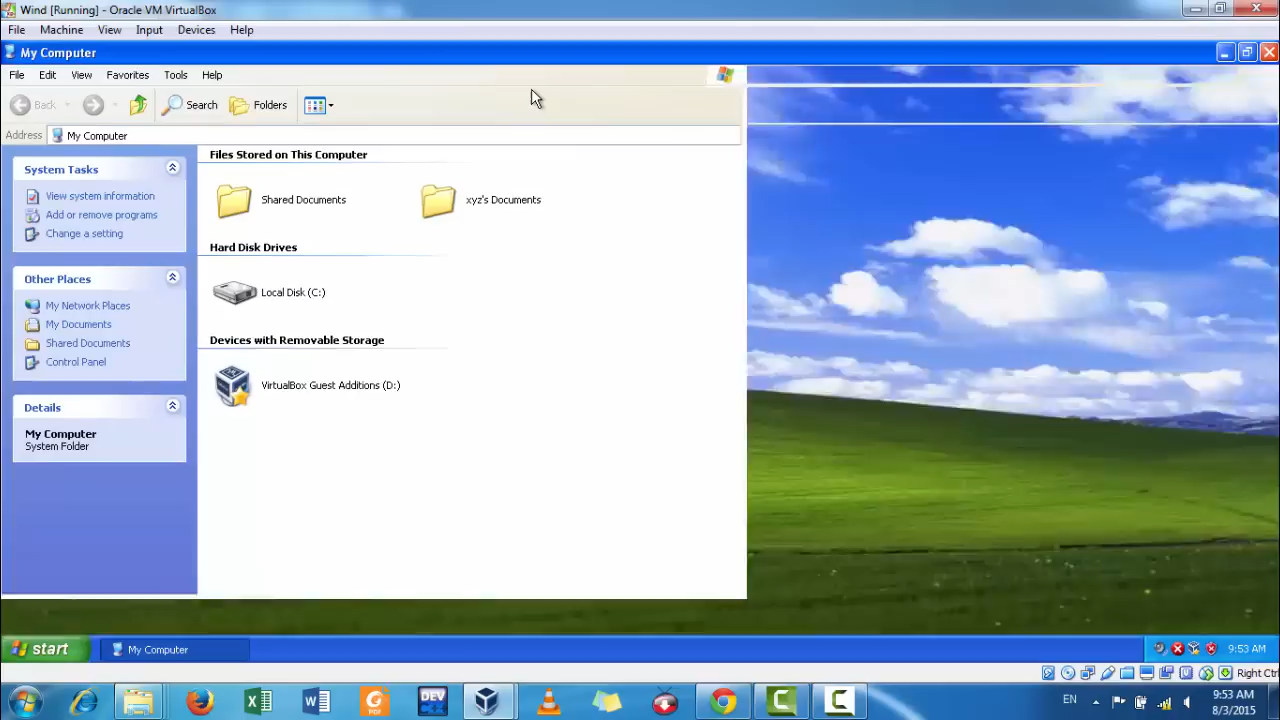 Wind [Running] - Oracle VM VirtualBox
File Machine View Input Devices Help
My Computer
File Edit View Favorites Tools Help
Back Search Folders
Address My Computer
System Tasks
View system information
Add or remove programs
Change a setting
Other Places
My Network Places
My Documents
Shared Documents
Control Panel
Details
My Computer
System Folder
Files Stored on This Computer
Shared Documents xyz's Documents
Hard Disk Drives
Local Disk (C:)
Devices with Removable Storage
VirtualBox Guest Additions (D:)
start My Computer 9:53 AM
Right Ctrl
DEV
EN 9:53 AM
8/3/2015